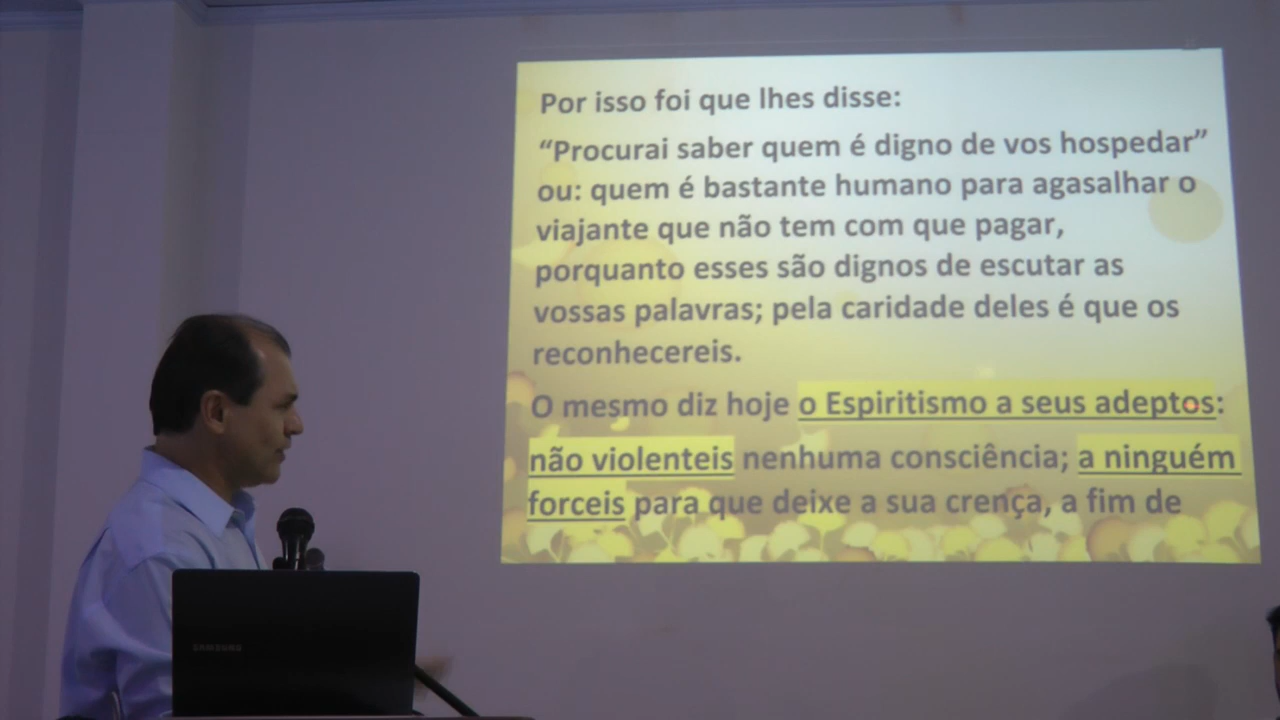 Por isso foi que lhes disse:
“Procurai saber quem é digno de vos hospedar”
ou: quem é bastante humano para agasalhar o
viajante que não tem com que pagar,
porquanto esses são dignos de escutar as
vossas palavras; pela caridade deles é que os
reconhecereis.
O mesmo diz hoje o Espiritismo a seus adeptos:
não violenteis nenhuma consciência; a ninguém
forceis para que deixe a sua crença, a fim de
SAMSUNG